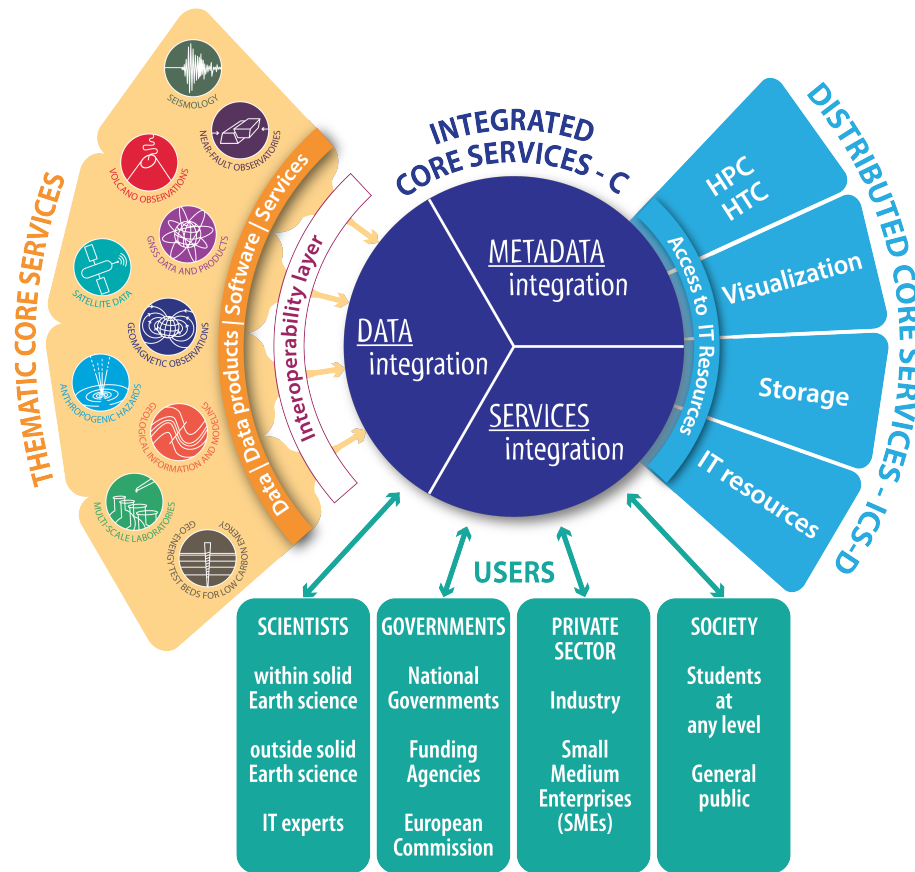 THEMATIC CORE SERVICES
SEISMOLOGY
NEAR-FAULT OBSERVATORIES
VOLCANO OBSERVATIONS
GNSS DATA AND PRODUCTS
SATELLITE DATA
GEOMAGNETIC OBSERVATIONS
ANTHROPOGENIC HAZARDS
GEOLOGICAL INFORMATION AND MODELING
MULTI-SCALE LABORATORIES
GEO-ENERGY TEST BEDS FOR LOW CARBON ENERGY
Data | Data products | Software | Services
Interoperability layer
INTEGRATED
CORE SERVICES - C
METADATA
integration
DATA
integration
SERVICES
integration
Access to IT Resources
HPC
HTC
Visualization
Storage
IT resources
DISTRIBUTED CORE SERVICES - ICS-D
USERS
SCIENTISTS
within solid
Earth science
outside solid
Earth science
IT experts
GOVERNMENTS
National
Governments
Funding
Agencies
European
Commission
PRIVATE
SECTOR
Industry
Small
Medium
Enterprises
(SMEs)
SOCIETY
Students
at
any level
General
public